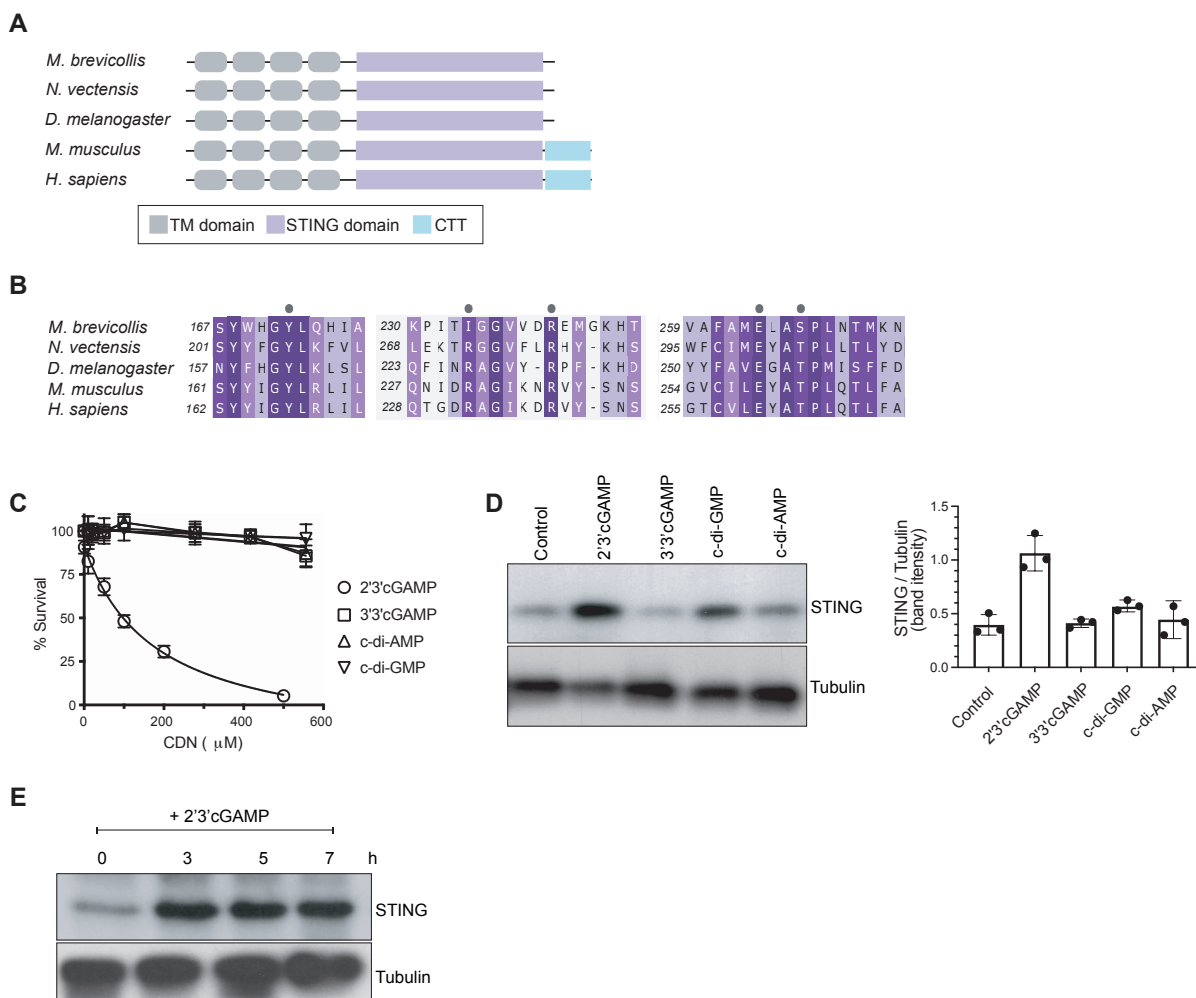 A
M. brevicollis
N. vectensis
D. melanogaster
M. musculus
H. sapiens
TM domain STING domain CTT
B
M. brevicollis 167 S Y W H G Y L Q H I A 230 K P I T I G G V V D R E M G K H T 259 V A F A M E L A S P L N T M K N
N. vectensis 201 S Y Y F G Y L K F V L 268 L E K T R G G V F L R H Y - K H S 295 W F C I M E Y A T P L L T L Y D
D. melanogaster 157 N Y F H G Y L K L S L 223 Q F I N R A G V Y - R P F - K H D 250 Y Y F A V E G A T P M I S F F D
M. musculus 161 S Y Y I G Y L R L I L 227 Q N I D R A G I K N R V Y - S N S 254 G V C I L E Y A T P L Q T L F A
H. sapiens 162 S Y Y I G Y L R L I L 228 Q T G D R A G I K D R V Y - S N S 255 G T C V L E Y A T P L Q T L F A
C
% Survival
100
75
50
25
0
0 200 400 600
CDN ( μM)
2'3'cGAMP
3'3'cGAMP
c-di-AMP
c-di-GMP
D
Control 2'3'cGAMP 3'3'cGAMP c-di-GMP c-di-AMP
STING
Tubulin
STING / Tubulin
(band itensity)
1.5
1.0
0.5
0.0
Control 2'3'cGAMP 3'3'cGAMP c-di-GMP c-di-AMP
E
+ 2'3'cGAMP
0 3 5 7 h
STING
Tubulin